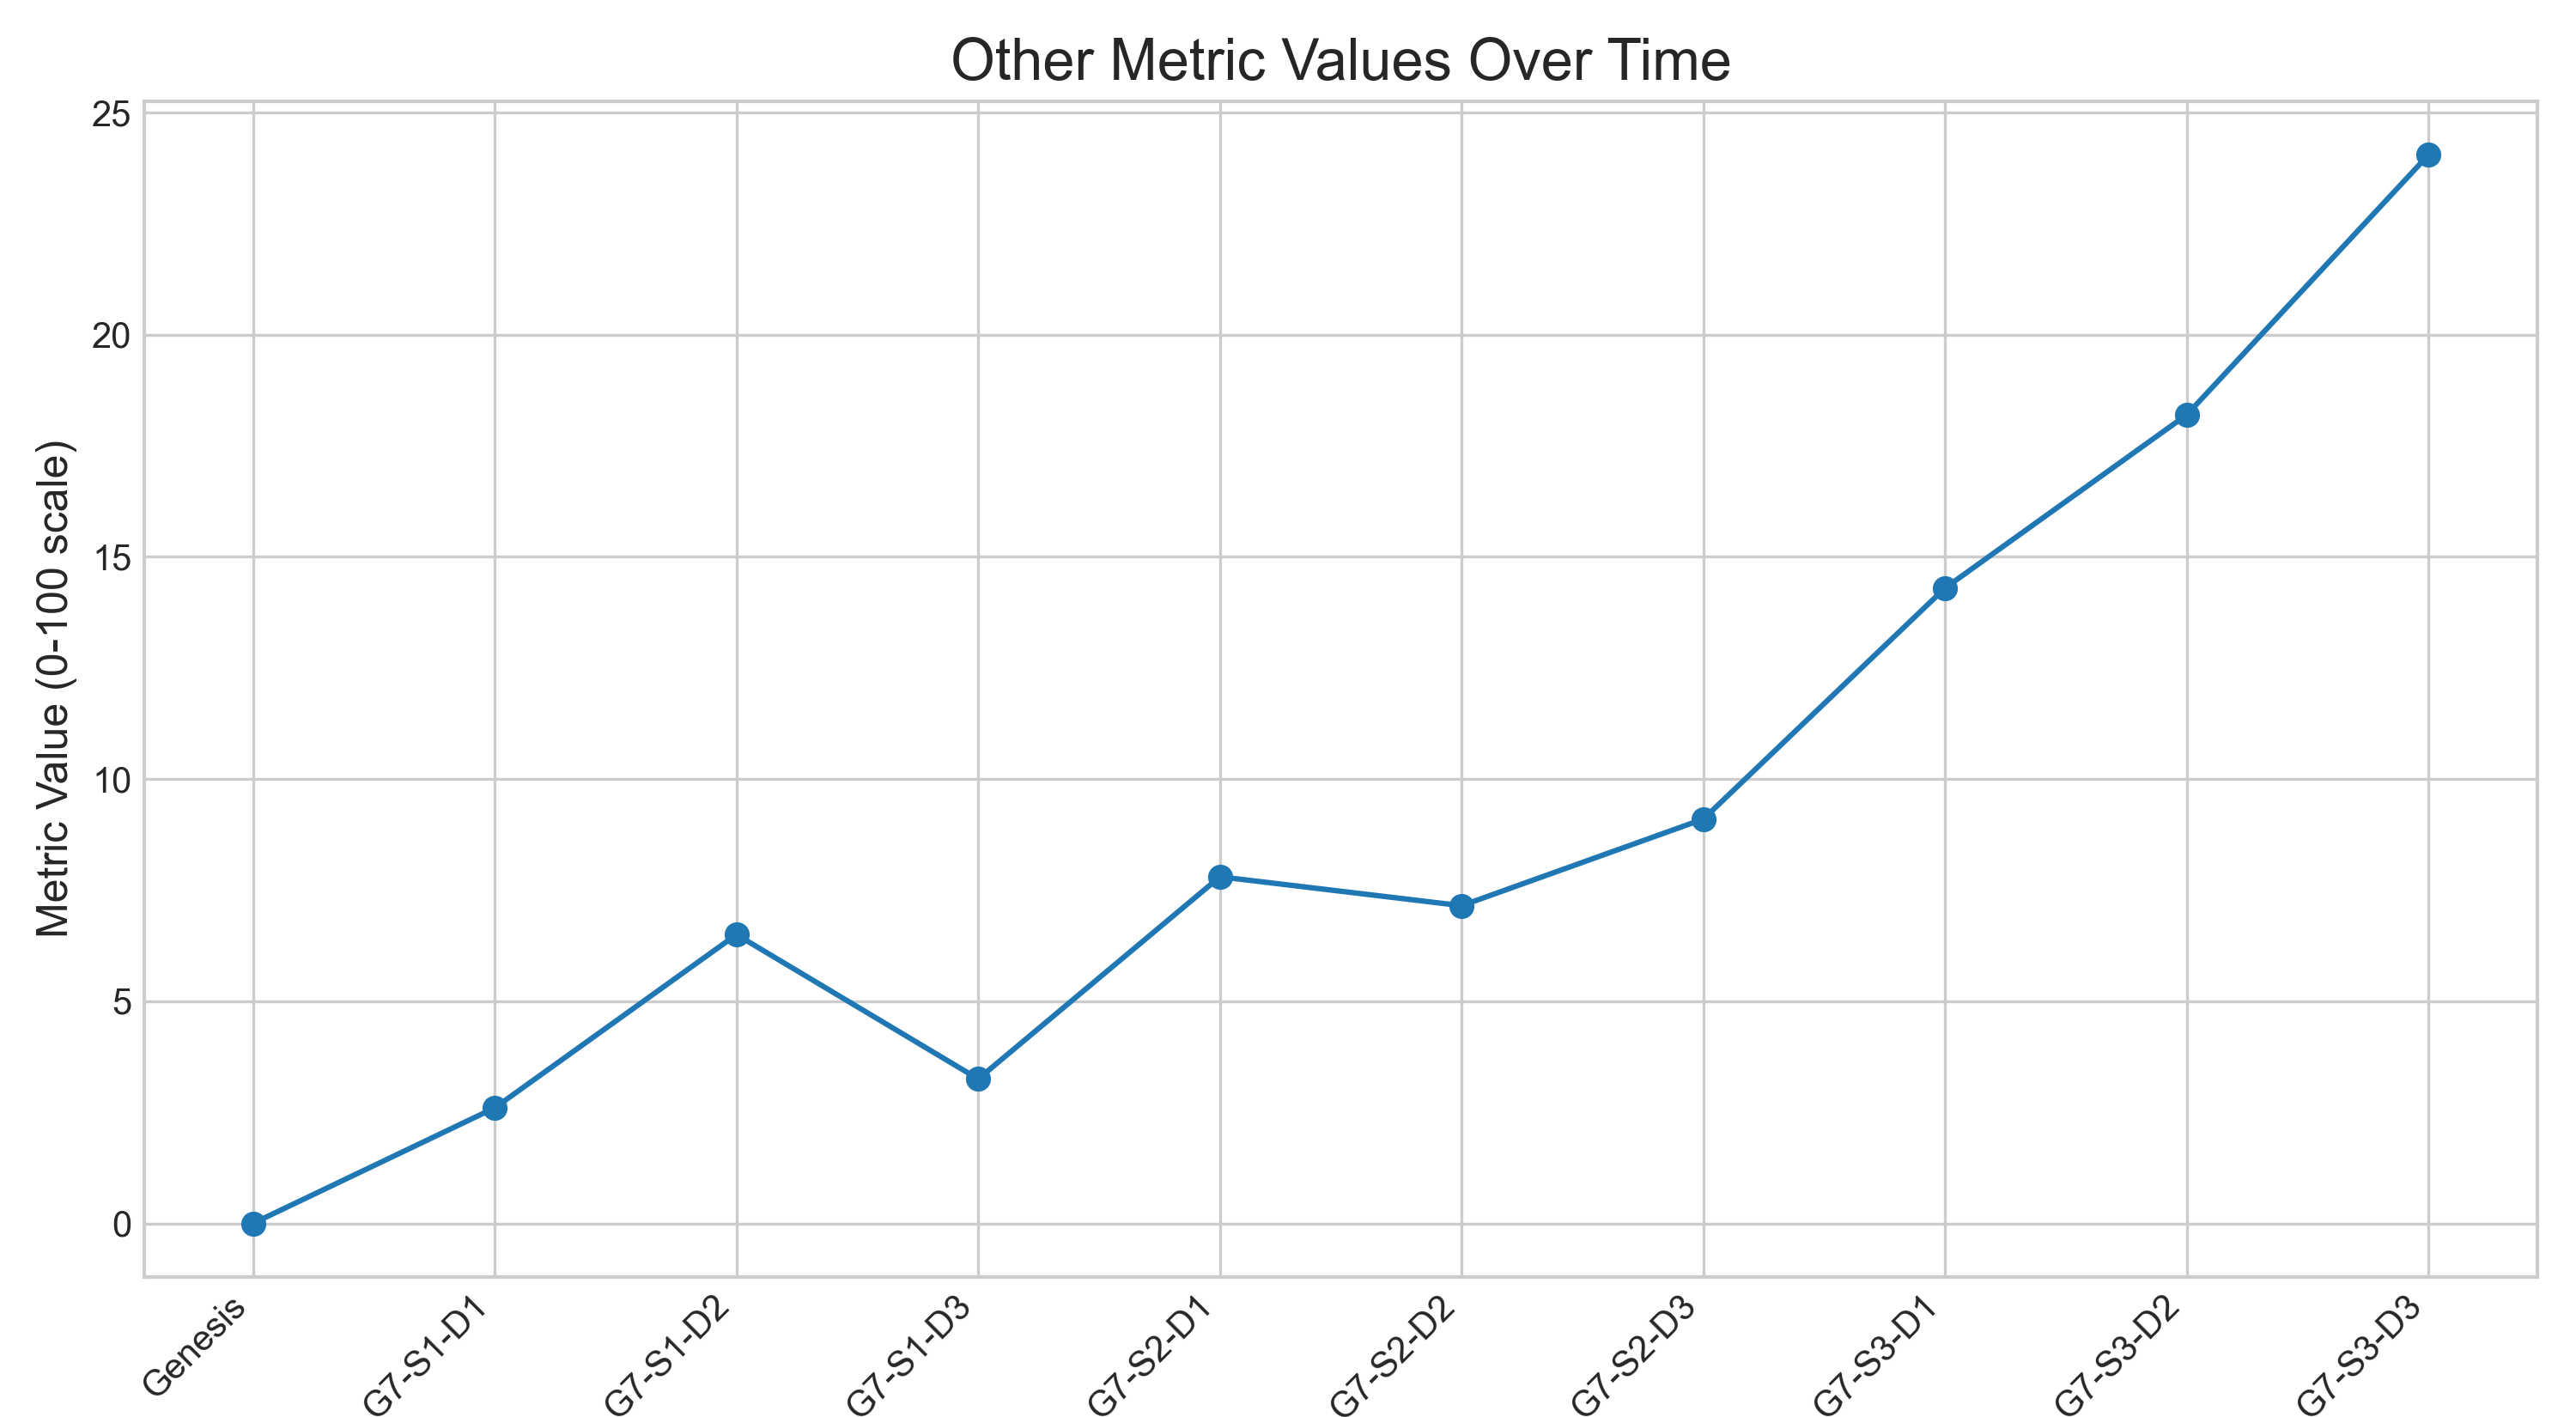 Other Metric Values Over Time
Metric Value (0-100 scale)
25
20
15
10
5
0
Genesis
G7-S1-D1
G7-S1-D2
G7-S1-D3
G7-S2-D1
G7-S2-D2
G7-S2-D3
G7-S3-D1
G7-S3-D2
G7-S3-D3